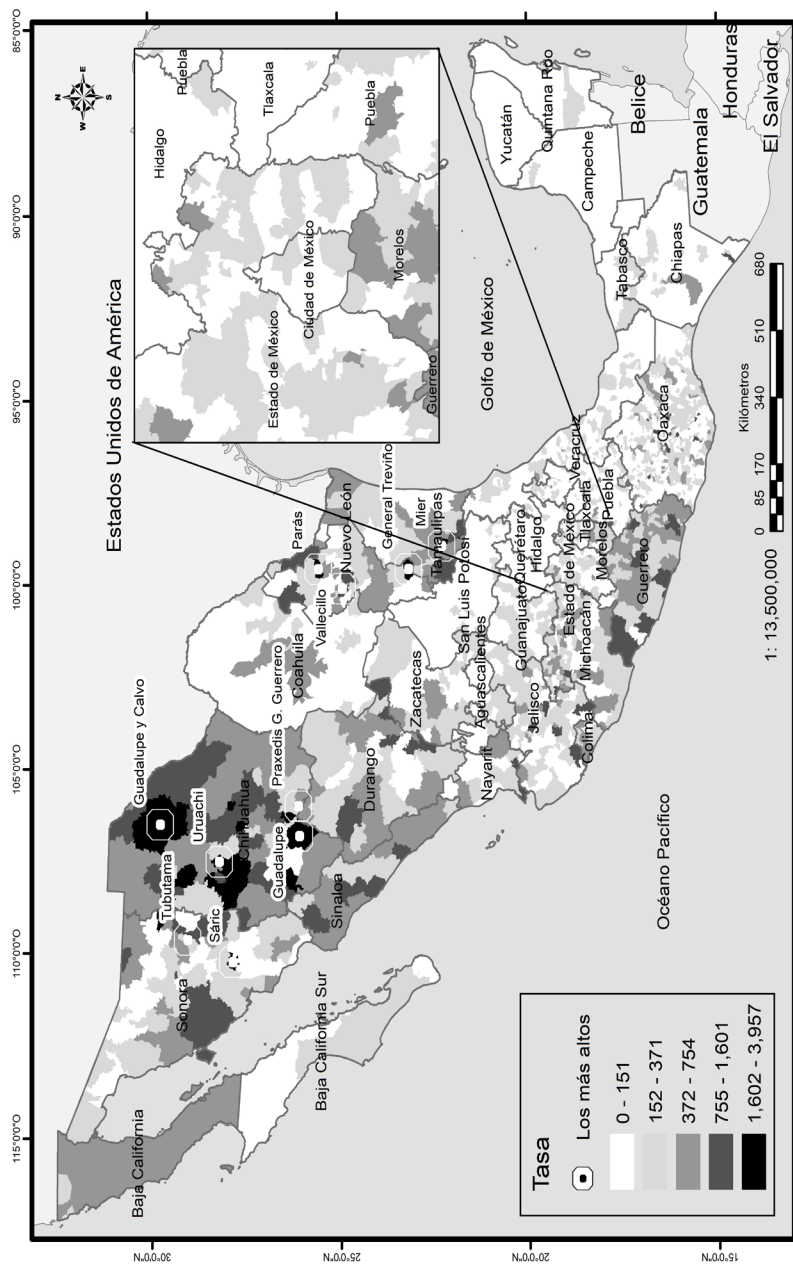 115°0'0"O
110°0'0"O
105°0'0"O
100°0'0"O
95°0'0"O
90°0'0"O
85°0'0"O
30°0'0"N
25°0'0"N
20°0'0"N
15°0'0"N
N
W
E
S
Estados Unidos de América
Baja California
Sonora
Baja California Sur
Tubutama
Sáric
Uruachi
Guadalupe y Calvo
Chihuahua
Guadalupe
Praxedis G. Guerrero
Sinaloa
Durango
Coahuila
Parás
Vallecillo
Nuevo León
General Treviño
Mier
Tamaulipas
Zacatecas
San Luis Potosí
Aguascalientes
Nayarit
Jalisco
Guanajuato
Querétaro
Hidalgo
Colima
Michoacán
Estado de México
Morelos
Tlaxcala
Puebla
Veracruz
Guerrero
Oaxaca
Tabasco
Chiapas
Campeche
Yucatán
Quintana Roo
Belice
Guatemala
Honduras
El Salvador
Golfo de México
Océano Pacífico
Hidalgo
Puebla
Tlaxcala
Estado de México
Ciudad de México
Morelos
Puebla
Guerrero
Tasa
Los más altos
0 - 151
152 - 371
372 - 754
755 - 1,601
1,602 - 3,957
1: 13,500,000
0 85 170 340 510 680
Kilómetros